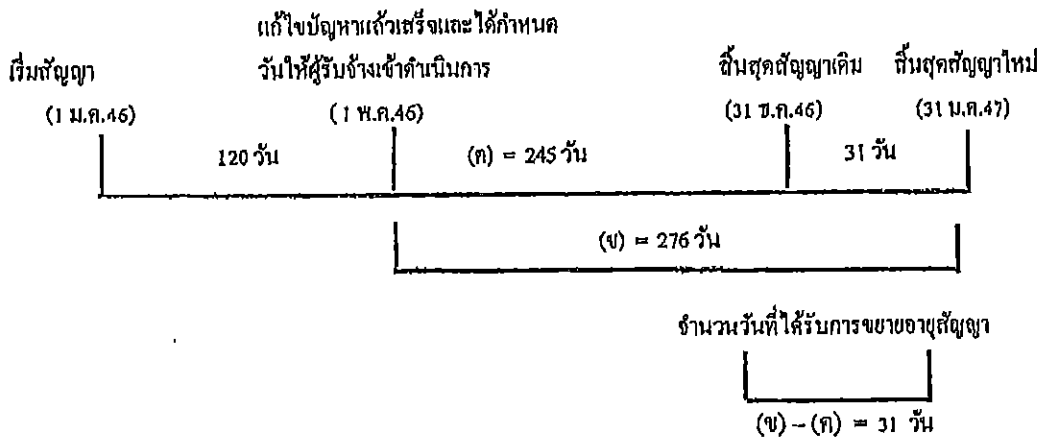 แก้ไขปัญหาแล้วเสร็จและได้กำหนด
เริ่มสัญญา วันให้ผู้รับจ้างเข้าดำเนินการ สิ้นสุดสัญญาเดิม สิ้นสุดสัญญาใหม่
(1 ม.ค.46) (1 พ.ค.46) (31 ธ.ค.46) (31 ม.ค.47)
120 วัน (ค) = 245 วัน 31 วัน
(ข) = 276 วัน
จำนวนวันที่ได้รับการขยายอายุสัญญา
(ข) – (ค) = 31 วัน